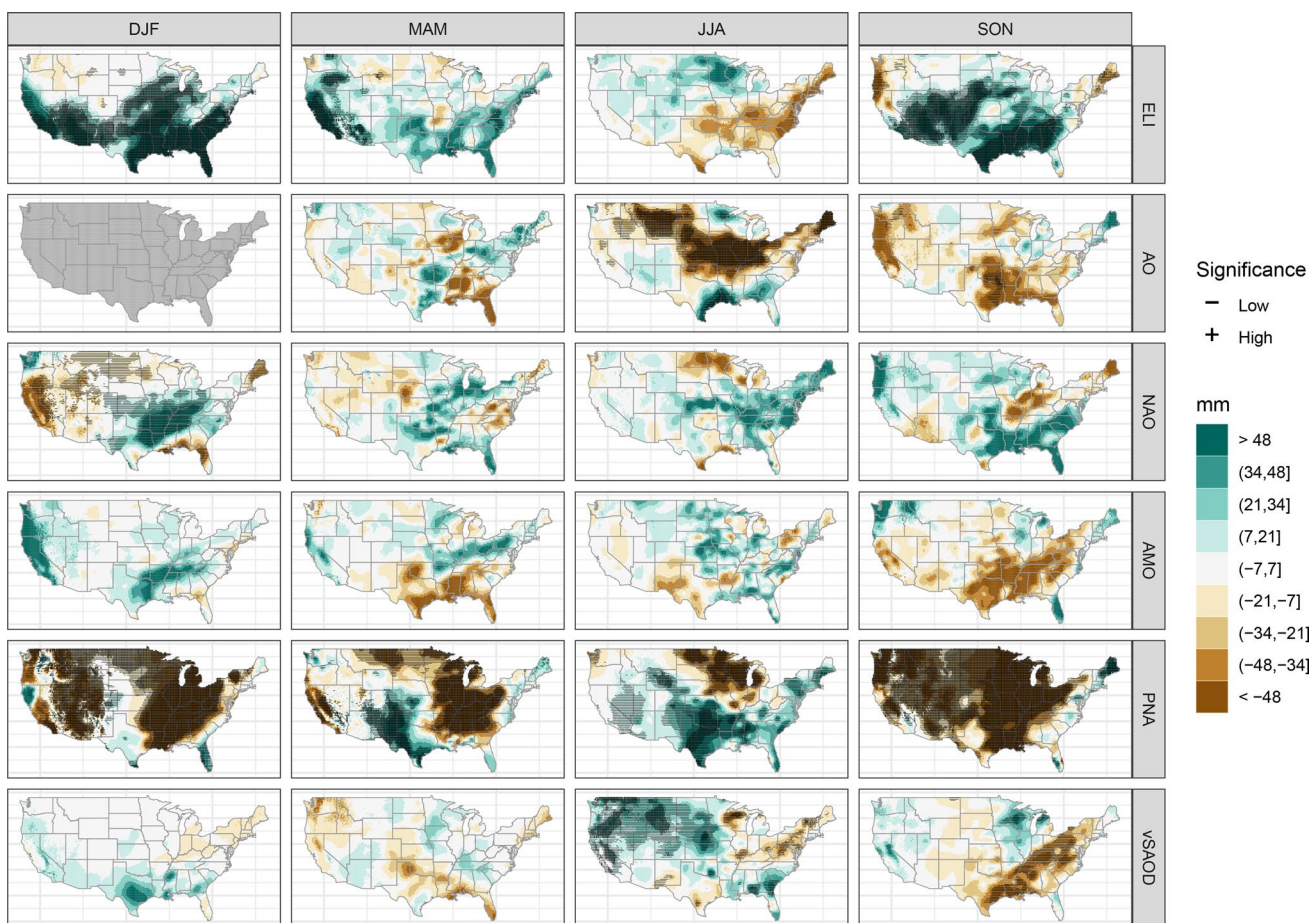 DJF
MAM
JJA
SON
ELI
AO
NAO
AMO
PNA
vSAOD
Significance
− Low
+ High
mm
> 48
(34,48]
(21,34]
(7,21]
(−7,7]
(−21,−7]
(−34,−21]
(−48,−34]
< −48